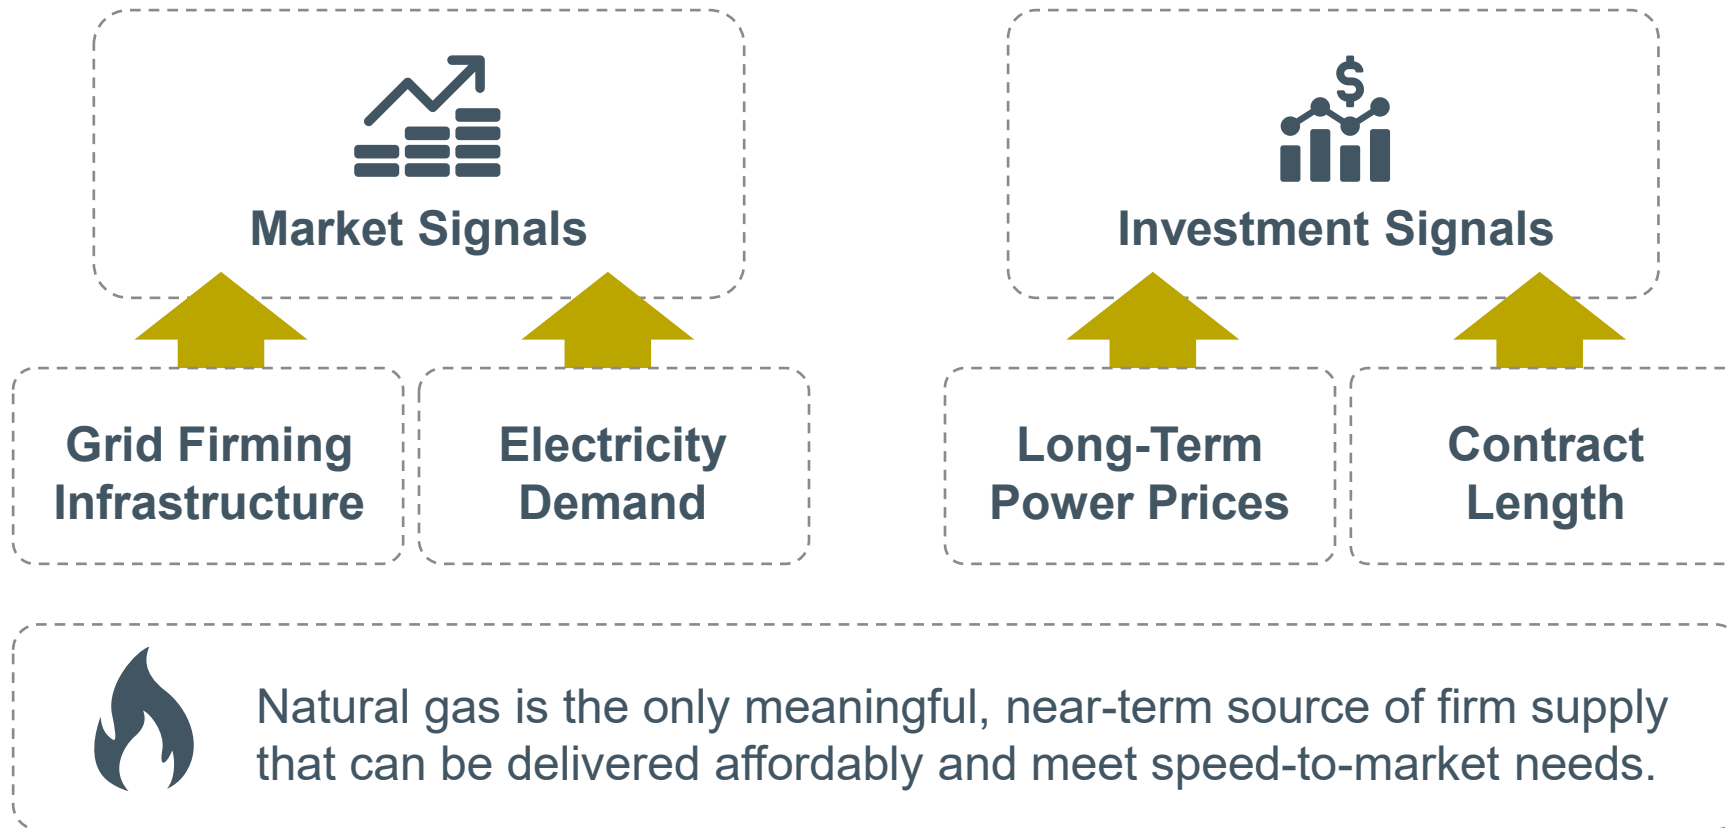 $
Market Signals
Investment Signals
Grid Firming
Infrastructure
Electricity
Demand
Long-Term
Power Prices
Contract
Length
Natural gas is the only meaningful, near-term source of firm supply
that can be delivered affordably and meet speed-to-market needs.